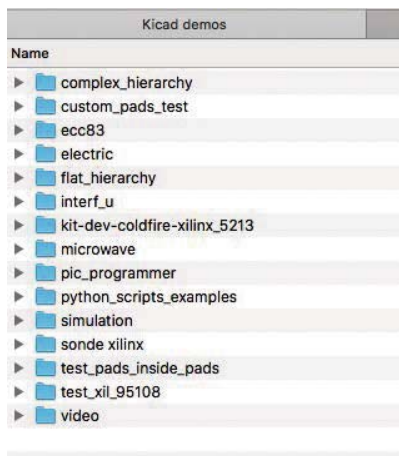 Kicad demos
Name
complex_hierarchy
custom_pads_test
ecc83
electric
flat_hierarchy
interf_u
kit-dev-coldfire-xilinx_5213
microwave
pic_programmer
python_scripts_examples
simulation
sonde xilinx
test_pads_inside_pads
test_xil_95108
video